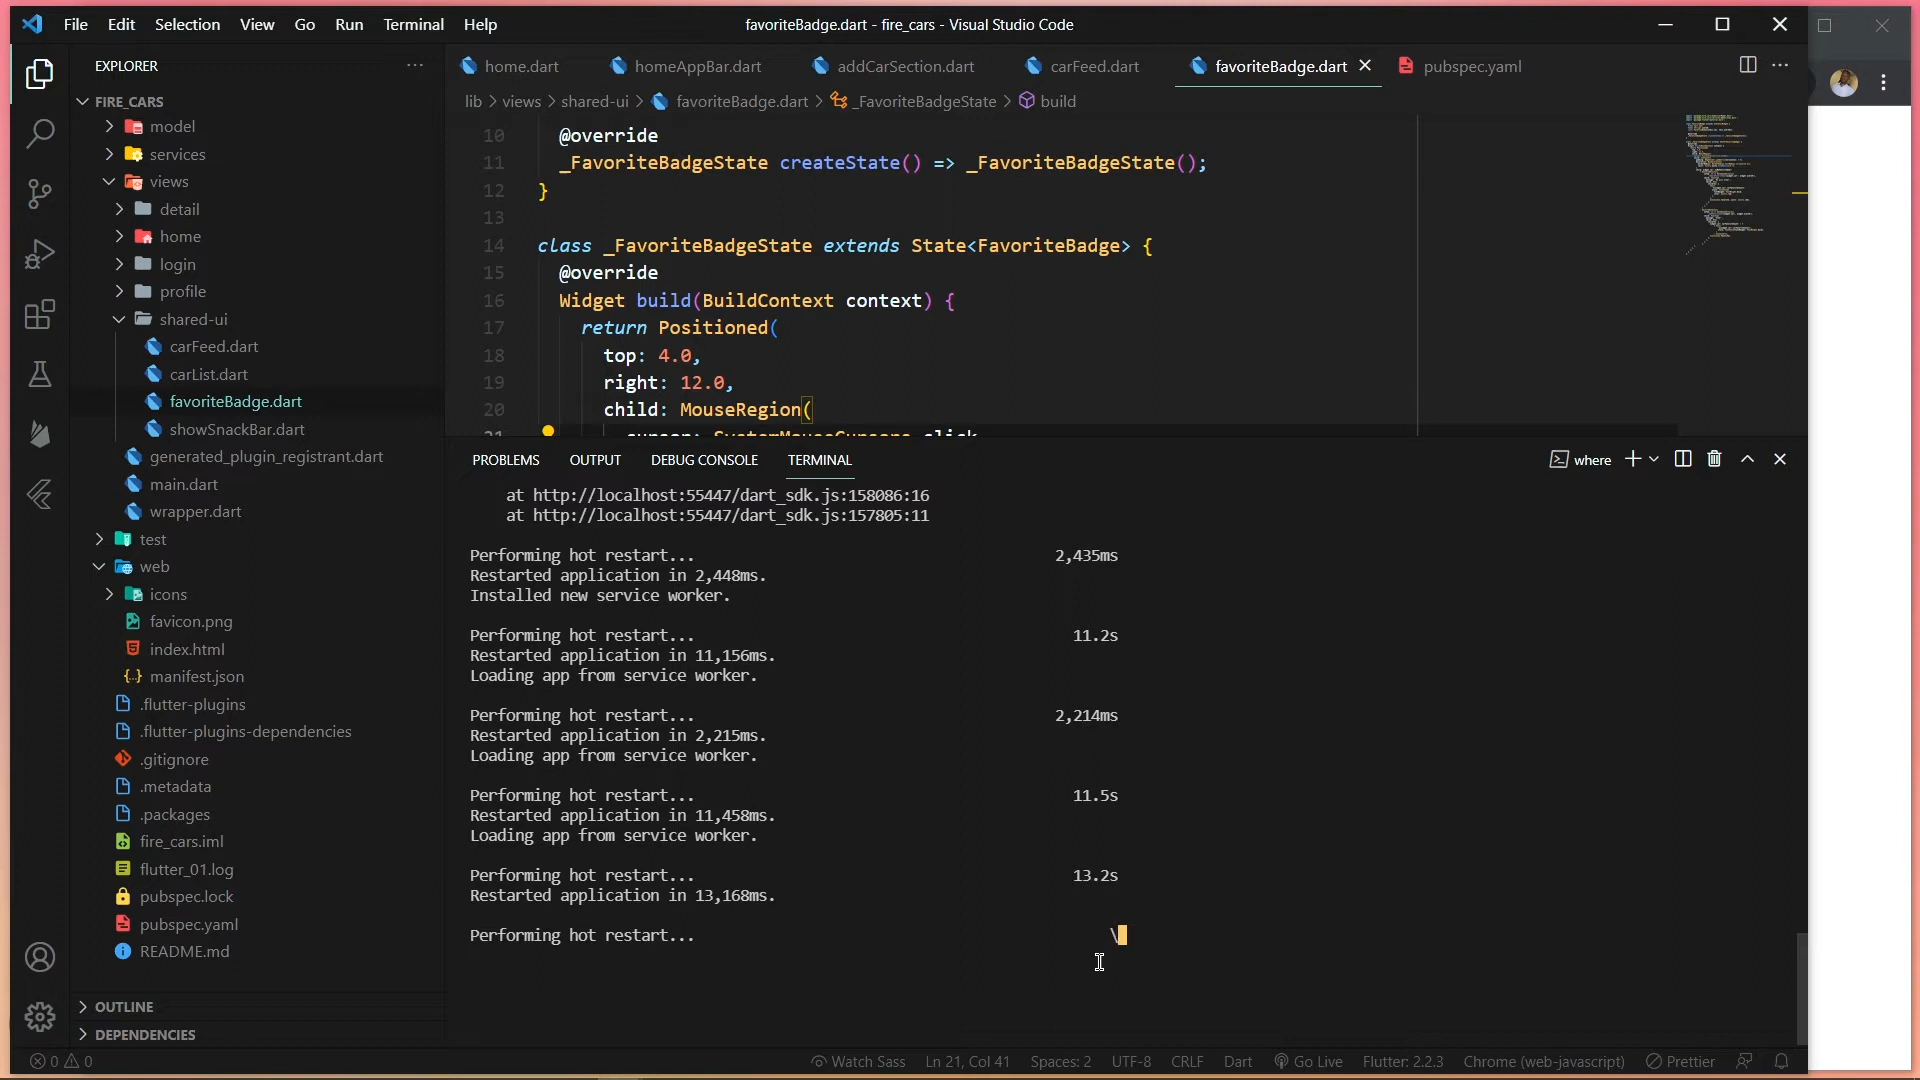 File Edit Selection View Go Run Terminal Help
favoriteBadge.dart - fire_cars - Visual Studio Code
EXPLORER
FIRE_CARS
model
services
views
detail
home
login
profile
shared-ui
carFeed.dart
carList.dart
favoriteBadge.dart
showSnackBar.dart
generated_plugin_registrant.dart
main.dart
wrapper.dart
test
web
icons
favicon.png
index.html
manifest.json
.flutter-plugins
.flutter-plugins-dependencies
.gitignore
.metadata
.packages
fire_cars.iml
flutter_01.log
pubspec.lock
pubspec.yaml
README.md
OUTLINE
DEPENDENCIES
home.dart homeAppBar.dart addCarSection.dart carFeed.dart favoriteBadge.dart pubspec.yaml
lib > views > shared-ui > favoriteBadge.dart > _FavoriteBadgeState > build
10 @override
11 _FavoriteBadgeState createState() => _FavoriteBadgeState();
12 }
13
14 class _FavoriteBadgeState extends State<FavoriteBadge> {
15 @override
16 Widget build(BuildContext context) {
17 return Positioned(
18 top: 4.0,
19 right: 12.0,
20 child: MouseRegion(
21 cursor: SystemMouseCursors.click
PROBLEMS OUTPUT DEBUG CONSOLE TERMINAL
where
at http://localhost:55447/dart_sdk.js:158086:16
at http://localhost:55447/dart_sdk.js:157805:11
Performing hot restart... 2,435ms
Restarted application in 2,448ms.
Installed new service worker.
Performing hot restart... 11.2s
Restarted application in 11,156ms.
Loading app from service worker.
Performing hot restart... 2,214ms
Restarted application in 2,215ms.
Loading app from service worker.
Performing hot restart... 11.5s
Restarted application in 11,458ms.
Loading app from service worker.
Performing hot restart... 13.2s
Restarted application in 13,168ms.
Performing hot restart... \
0 0 Watch Sass Ln 21, Col 41 Spaces: 2 UTF-8 CRLF Dart Go Live Flutter: 2.2.3 Chrome (web-javascript) Prettier